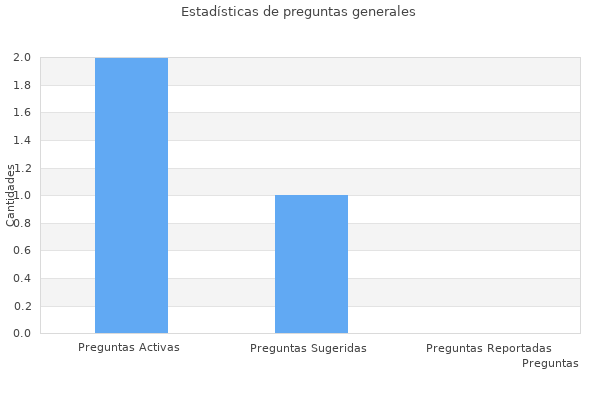 Estadísticas de preguntas generales
2.0
1.8
1.6
1.4
1.2
1.0
0.8
0.6
0.4
0.2
0.0
Cantidades
Preguntas Activas
Preguntas Sugeridas
Preguntas Reportadas
Preguntas